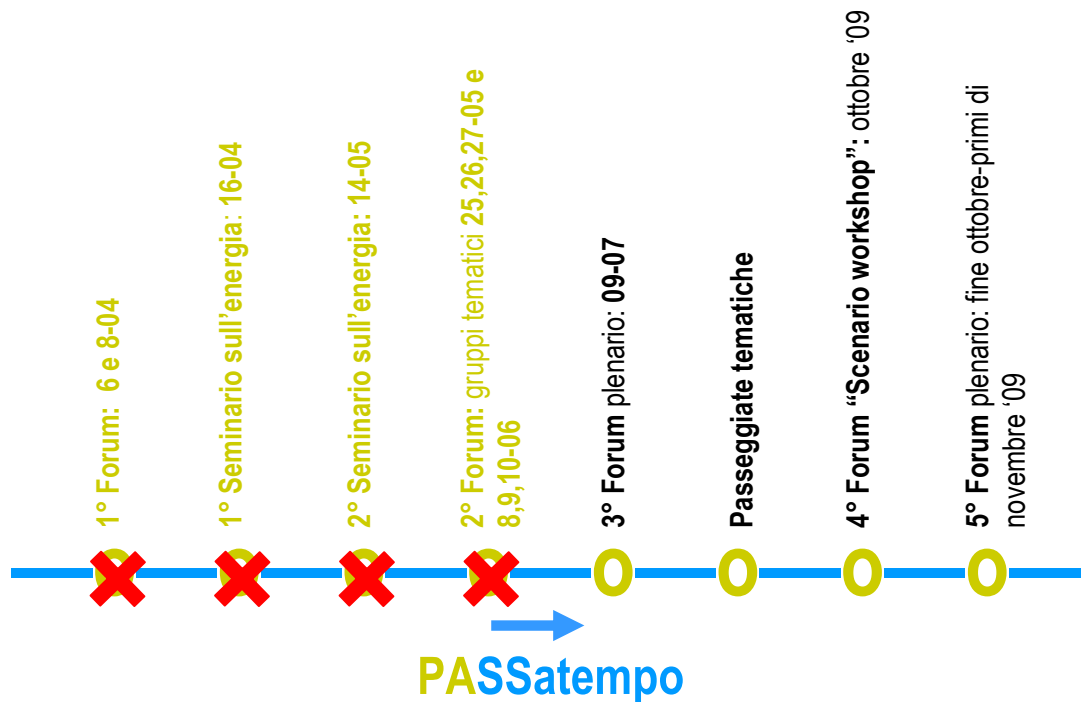 1° Forum: 6 e 8-04
1° Seminario sull’energia: 16-04
2° Seminario sull’energia: 14-05
2° Forum: gruppi tematici 25,26,27-05 e
8,9,10-06
3° Forum plenario: 09-07
Passeggiate tematiche
4° Forum “Scenario workshop”: ottobre ‘09
5° Forum plenario: fine ottobre-primi di
novembre ‘09
PASSatempo